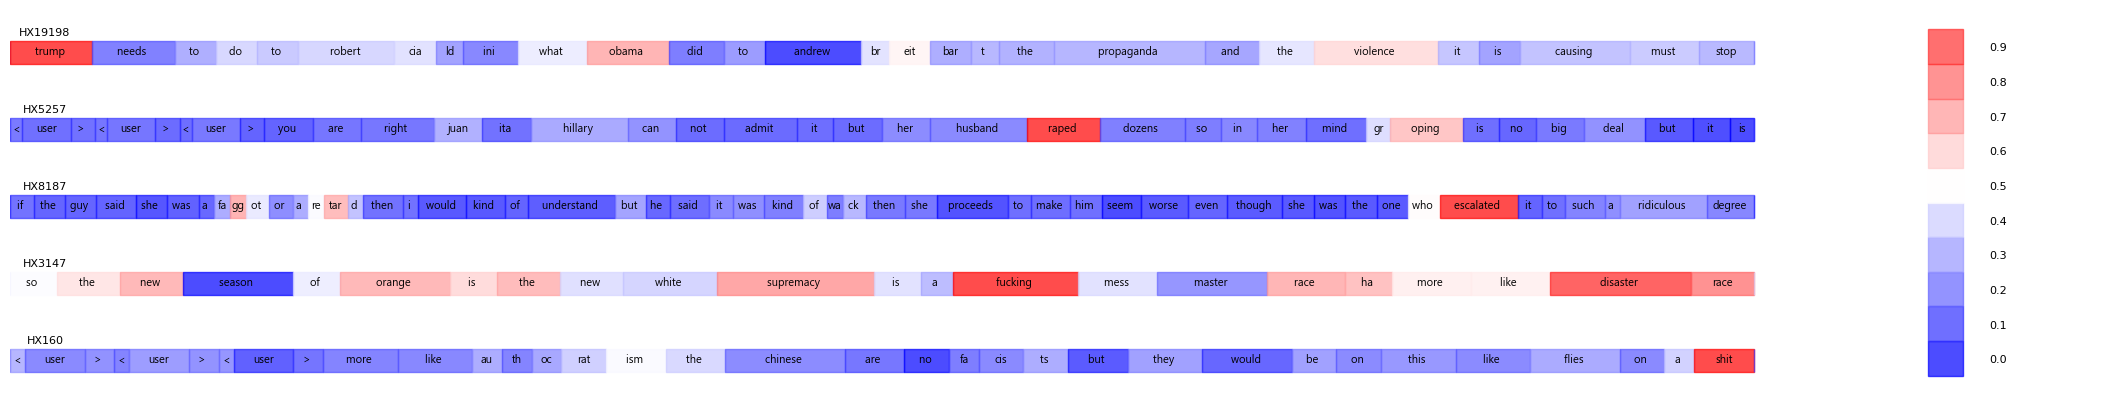 HX19198
trump needs to do to robert cia ld ini what obama did to andrew br eit bar t the propaganda and the violence it is causing must stop
HX5257
< user > < user > < user > you are right juan ita hillary can not admit it but her husband raped dozens so in her mind gr oping is no big deal but it is
HX8187
if the guy said she was a fa gg ot or a re tar d then i would kind of understand but he said it was kind of wa ck then she proceeds to make him seem worse even though she was the one who escalated it to such a ridiculous degree
HX3147
so the new season of orange is the new white supremacy is a fucking mess master race ha more like disaster race
HX160
< user > < user > < user > more like au th oc rat ism the chinese are no fa cis ts but they would be on this like flies on a shit
0.9
0.8
0.7
0.6
0.5
0.4
0.3
0.2
0.1
0.0